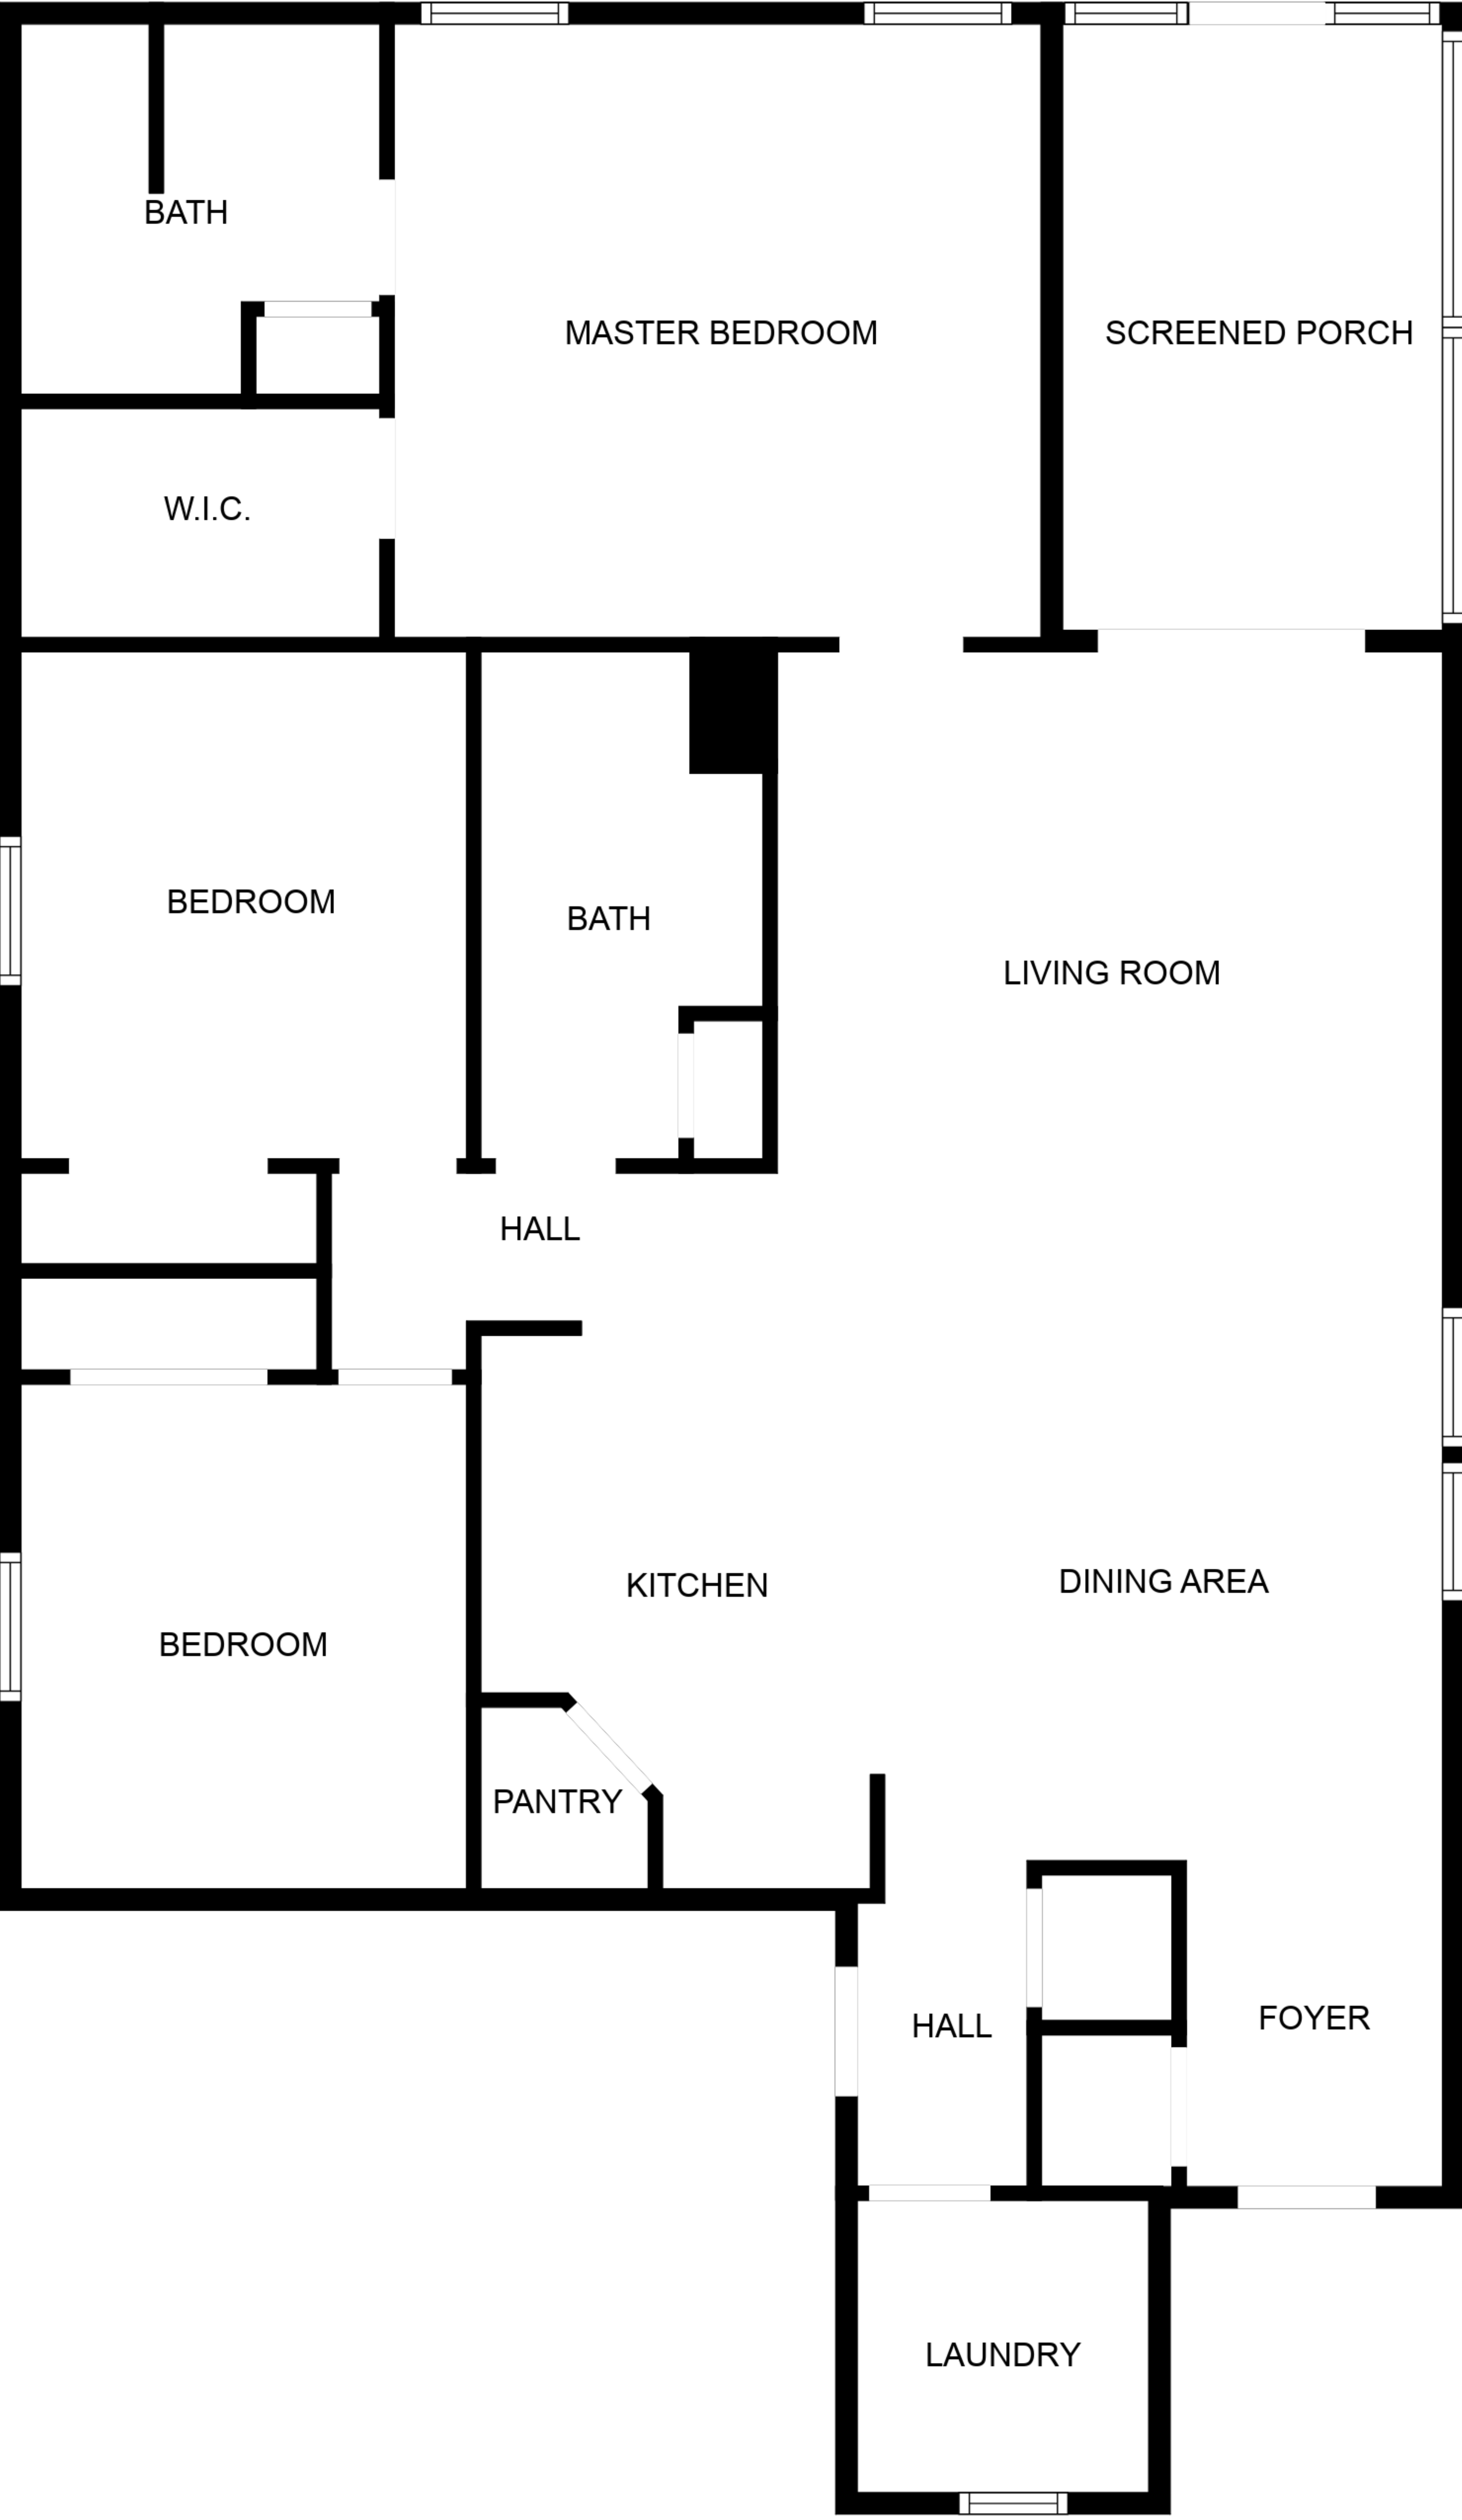 BATH
MASTER BEDROOM
SCREENED PORCH
W.I.C.
BEDROOM
BATH
LIVING ROOM
HALL
KITCHEN
DINING AREA
BEDROOM
PANTRY
HALL
FOYER
LAUNDRY